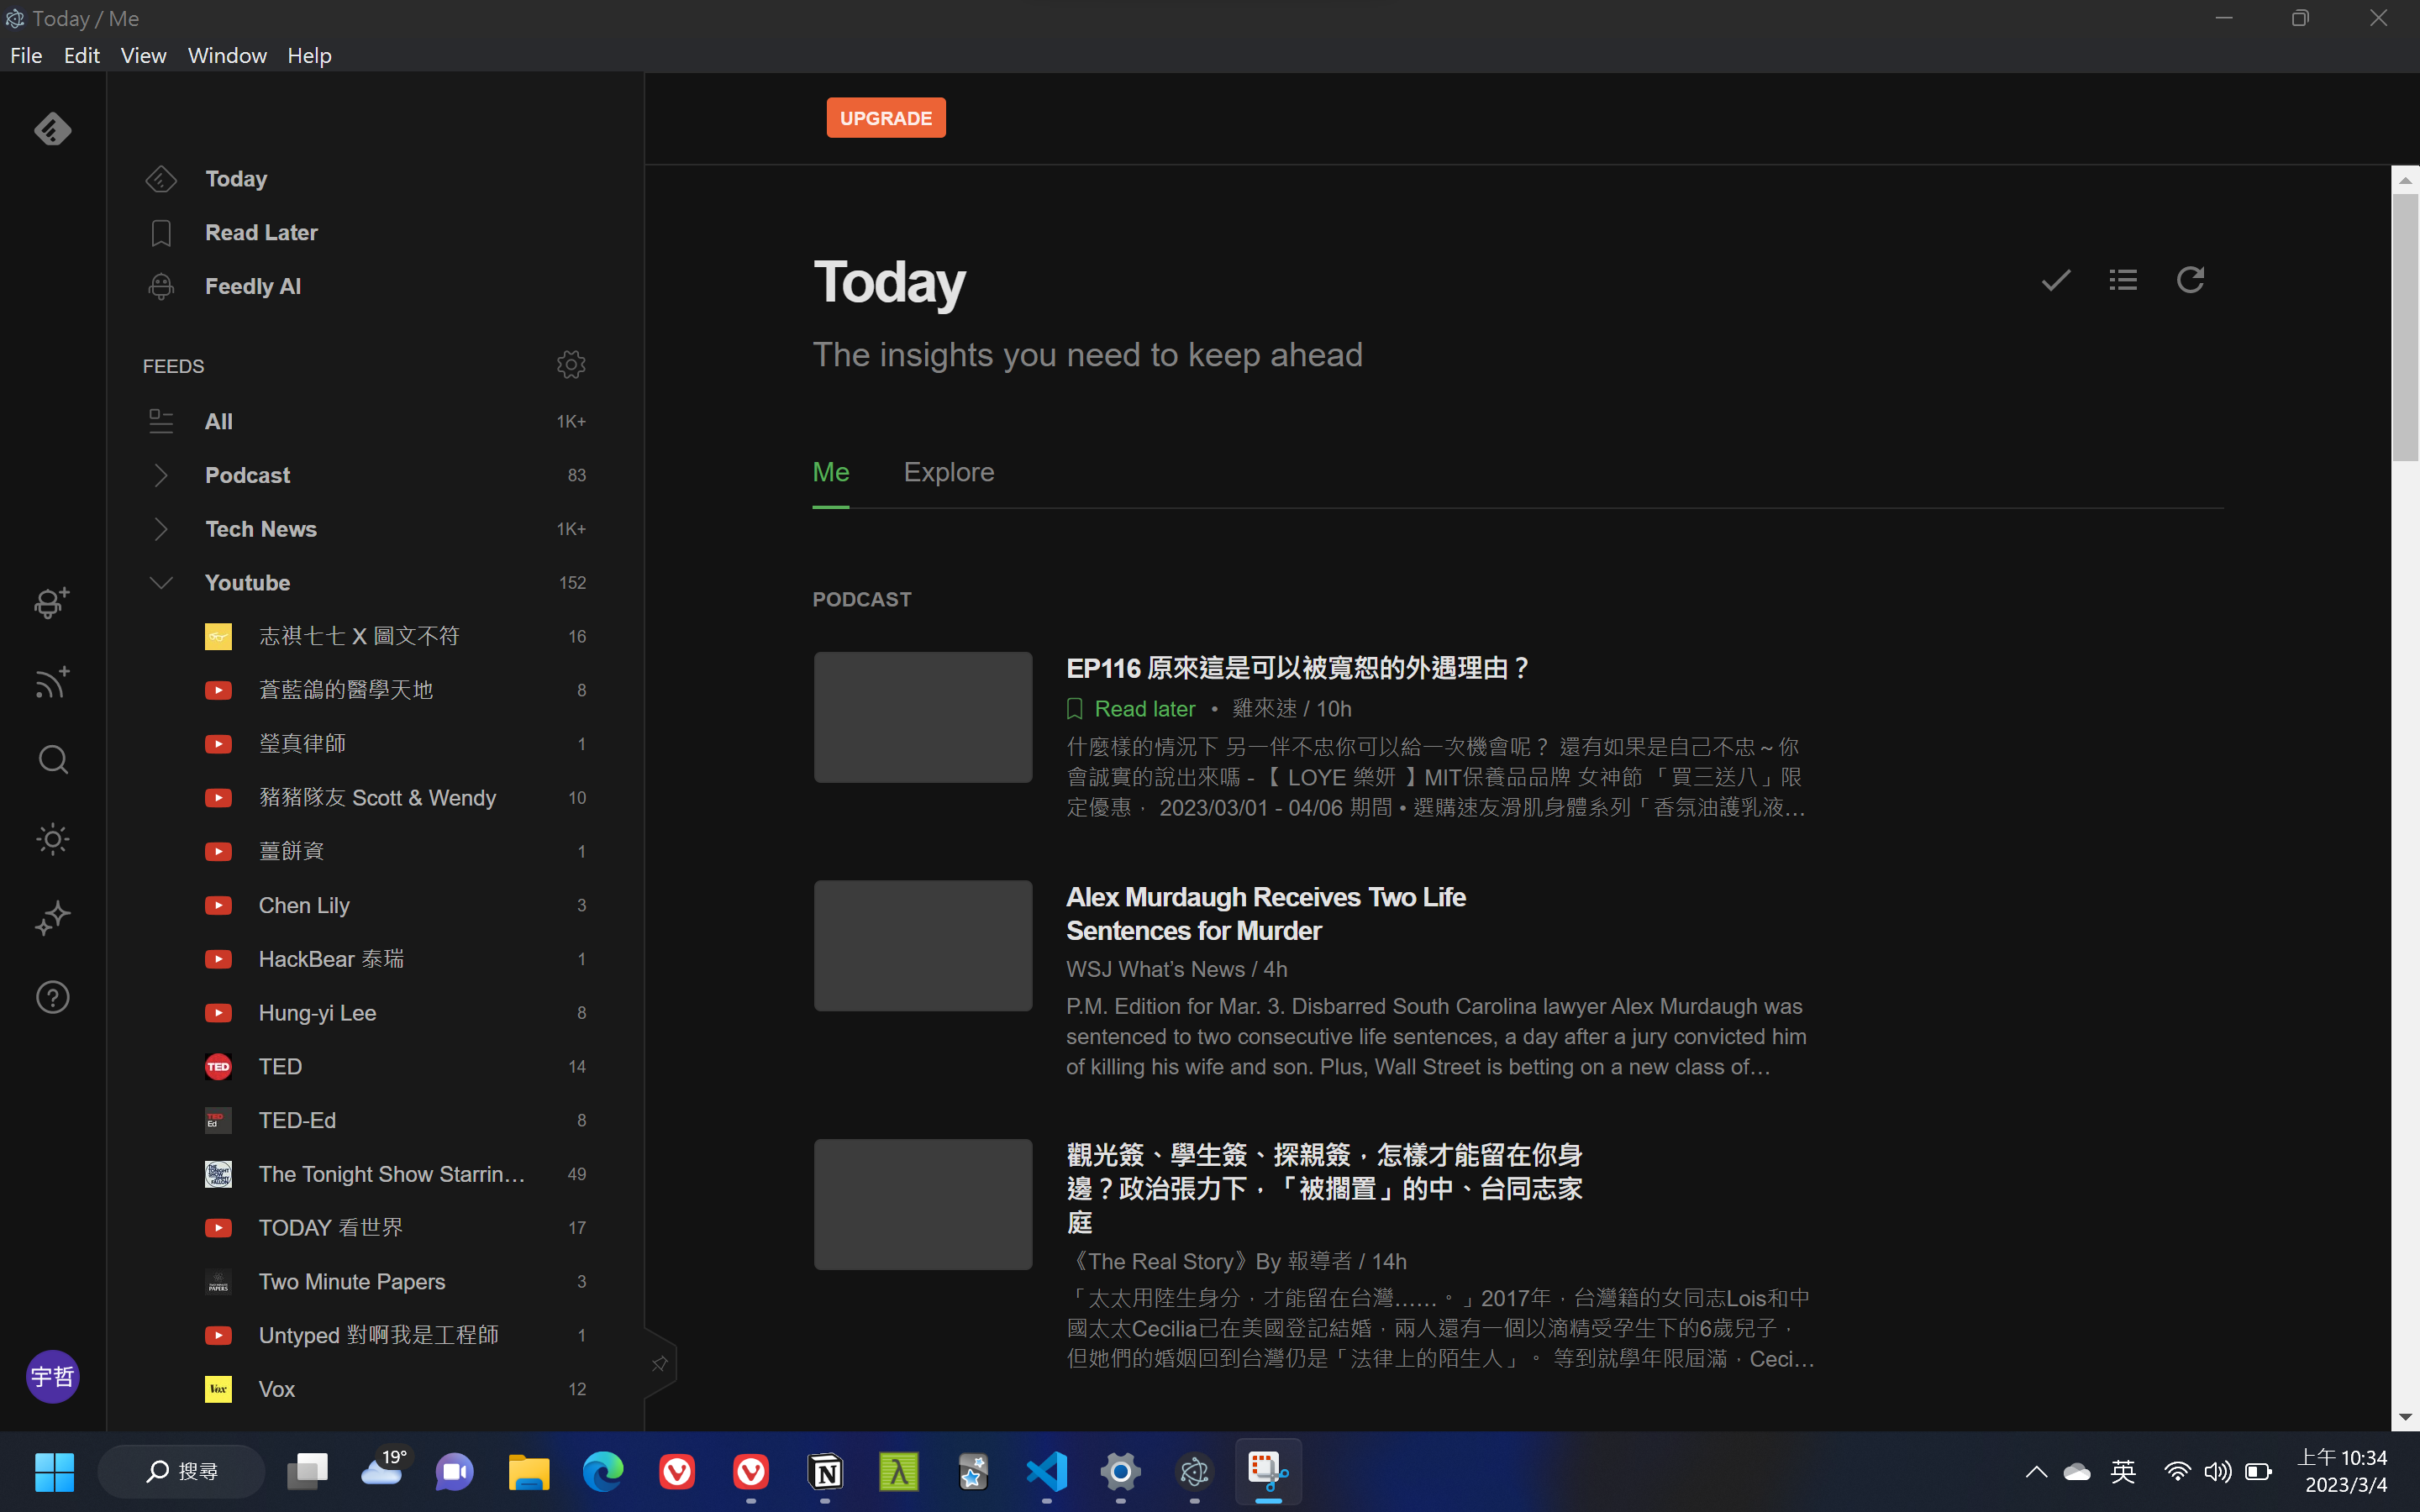 Today / Me
File Edit View Window Help
UPGRADE
Today
Read Later
Feedly AI
FEEDS
All 1K+
Podcast 83
Tech News 1K+
Youtube 152
志祺七七 X 圖文不符 16
蒼藍鴿的醫學天地 8
瑩真律師 1
豬豬隊友 Scott & Wendy 10
薑餅資 1
Chen Lily 3
HackBear 泰瑞 1
Hung-yi Lee 8
TED TED 14
TED Ed TED-Ed 8
The Tonight Show Starrin... 49
TODAY 看世界 17
Two Minute Papers 3
Untyped 對啊我是工程師 1
Vox Vox 12
宇哲
Today
The insights you need to keep ahead
Me Explore
PODCAST
EP116 原來這是可以被寬恕的外遇理由？
Read later • 雞來速 / 10h
什麼樣的情況下 另一伴不忠你可以給一次機會呢？ 還有如果是自己不忠～你
會誠實的說出來嗎 - 【 LOYE 樂妍 】MIT保養品品牌 女神節 「買三送八」限
定優惠， 2023/03/01 - 04/06 期間 • 選購速友滑肌身體系列「香氛油護乳液...
Alex Murdaugh Receives Two Life
Sentences for Murder
WSJ What's News / 4h
P.M. Edition for Mar. 3. Disbarred South Carolina lawyer Alex Murdaugh was
sentenced to two consecutive life sentences, a day after a jury convicted him
of killing his wife and son. Plus, Wall Street is betting on a new class of...
觀光簽、學生簽、探親簽，怎樣才能留在你身
邊？政治張力下，「被擱置」的中、台同志家
庭
《The Real Story》By 報導者 / 14h
「太太用陸生身分，才能留在台灣......。」2017年，台灣籍的女同志Lois和中
國太太Cecilia已在美國登記結婚，兩人還有一個以滴精受孕生下的6歲兒子，
但她們的婚姻回到台灣仍是「法律上的陌生人」。 等到就學年限屆滿，Ceci...
搜尋
19°
英
上午 10:34
2023/3/4